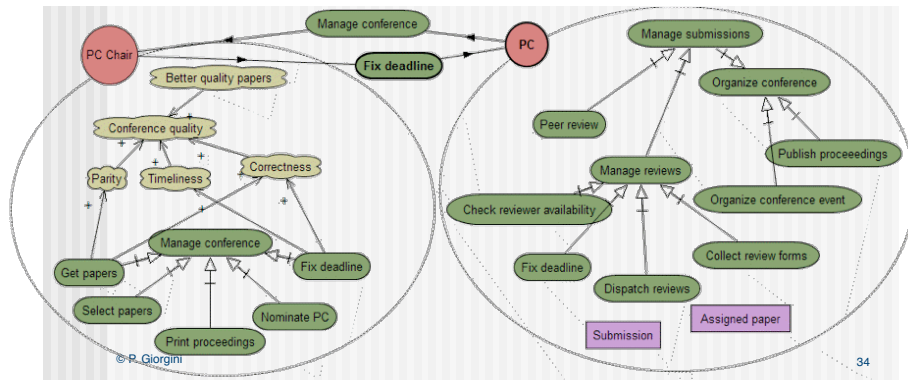 Manage conference
PC Chair
PC
Fix deadline
Better quality papers
Conference quality
Parity
Timeliness
Correctness
Manage conference
Get papers
Fix deadline
Select papers
Nominate PC
Print proceedings
Manage submissions
Organize conference
Peer review
Publish proceeedings
Manage reviews
Check reviewer availability
Organize conference event
Fix deadline
Collect review forms
Dispatch reviews
Assigned paper
Submission
© P. Giorgini
34